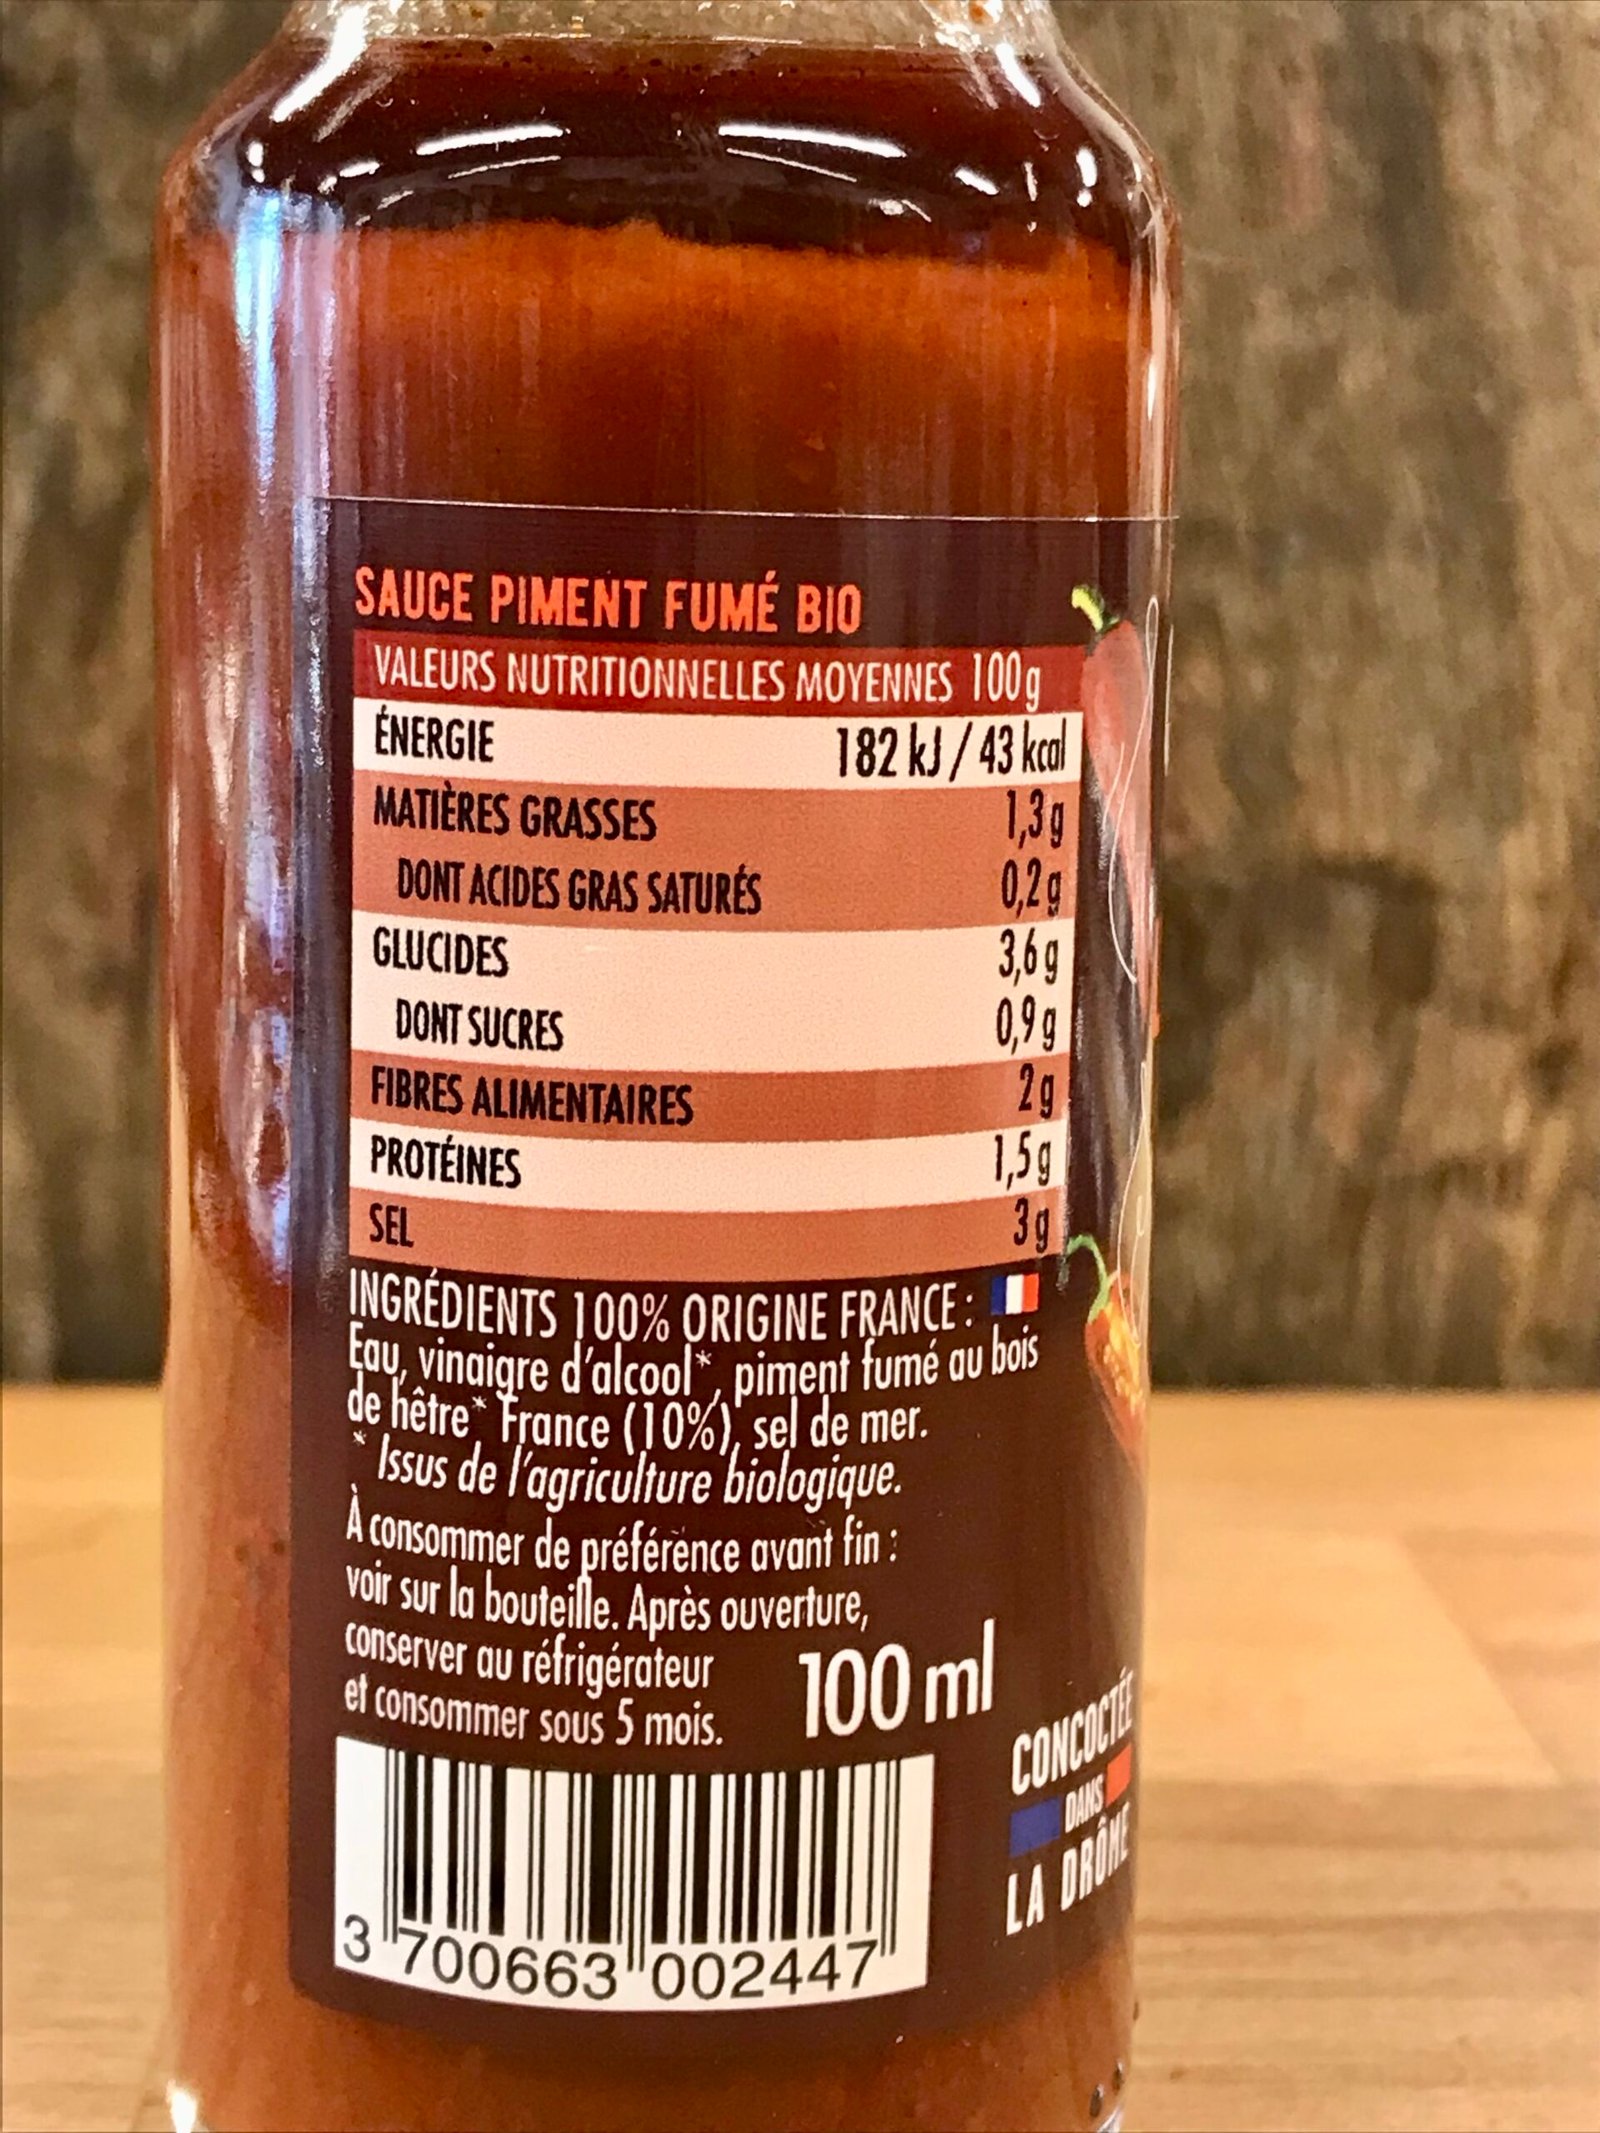 SAUCE PIMENT FUMÉ BIO
VALEURS NUTRITIONNELLES MOYENNES 100g
ÉNERGIE 182 kJ / 43 kcal
MATIÈRES GRASSES 1,3 g
DONT ACIDES GRAS SATURÉS 0,2 g
GLUCIDES 3,6 g
DONT SUCRES 0,9 g
FIBRES ALIMENTAIRES 2 g
PROTÉINES 1,5 g
SEL 3 g
INGRÉDIENTS 100% ORIGINE FRANCE :
Eau, vinaigre d'alcool*, piment fumé au bois
de hêtre* France (10%), sel de mer.
* Issus de l'agriculture biologique.
À consommer de préférence avant fin :
voir sur la bouteille. Après ouverture,
conserver au réfrigérateur
et consommer sous 5 mois.
100 ml
CONCOCTÉE
DANS
LA DRÔME
3 700663 002447